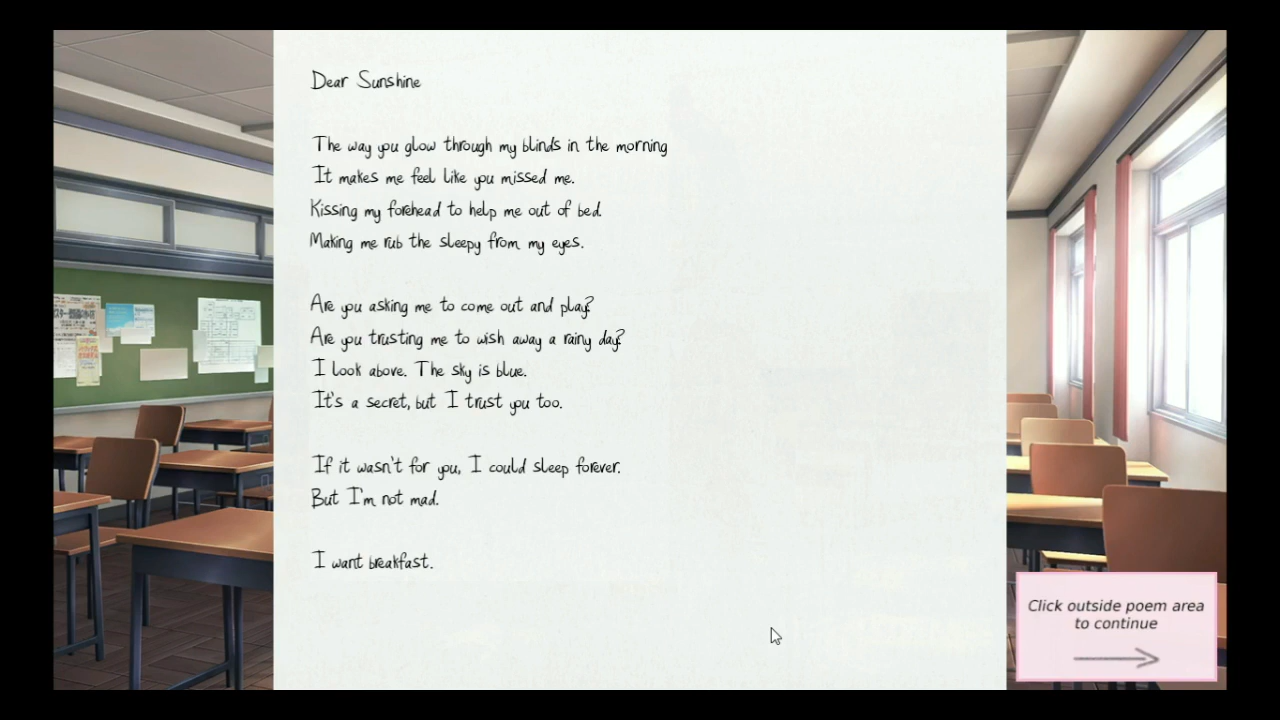 Dear Sunshine
The way you glow through my blinds in the morning
It makes me feel like you missed me.
Kissing my forehead to help me out of bed.
Making me rub the sleepy from my eyes.
Are you asking me to come out and play?
Are you trusting me to wish away a rainy day?
I look above. The sky is blue.
It's a secret, but I trust you too.
If it wasn't for you, I could sleep forever.
But I'm not mad.
I want breakfast.
Click outside poem area
to continue